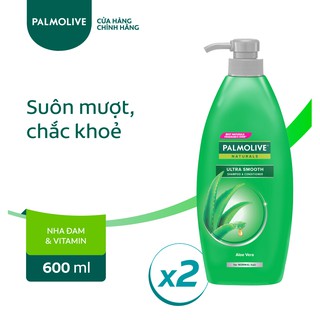 PALMOLIVE
CỬA HÀNG
CHÍNH HÃNG
Suôn mượt,
chắc khoẻ
NHA ĐAM
& VITAMIN
600 ml
PALMOLIVE
NATURALS
ULTRA SMOOTH
SHAMPOO & CONDITIONER
Aloe Vera
x2